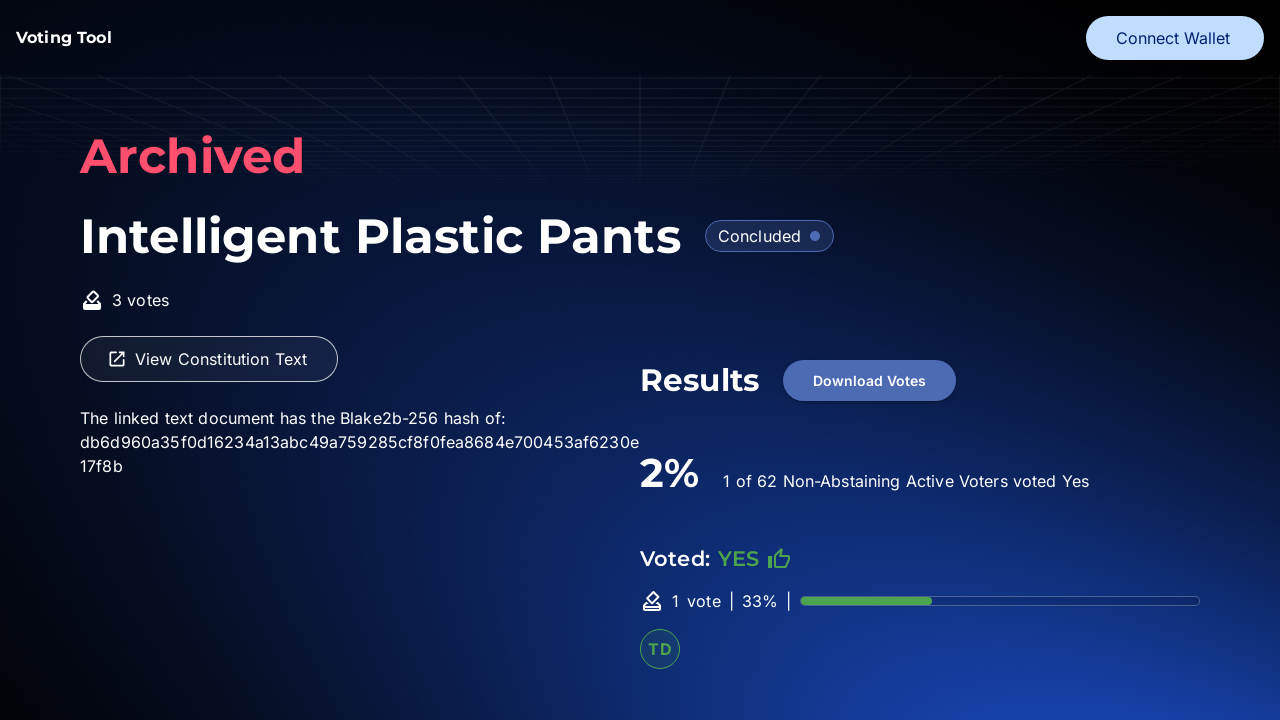 Voting Tool
Connect Wallet
Archived
Intelligent Plastic Pants
Concluded
3 votes
View Constitution Text
The linked text document has the Blake2b-256 hash of:
db6d960a35f0d16234a13abc49a759285cf8f0fea8684e700453af6230e
17f8b
Results
Download Votes
2%
1 of 62 Non-Abstaining Active Voters voted Yes
Voted: YES
1 vote | 33% |
TD